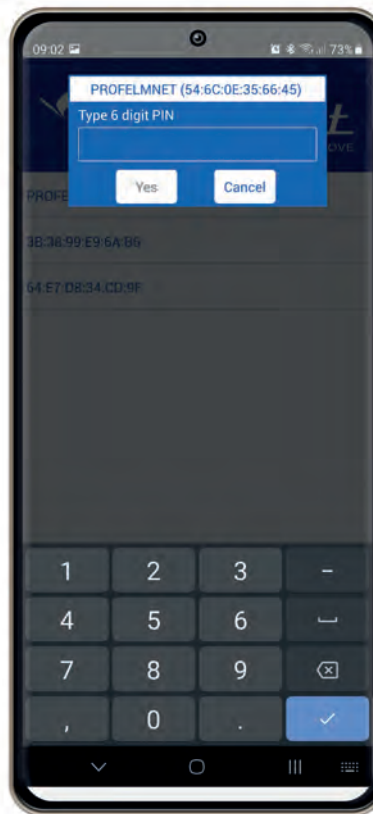 09:02 73%
PROFELMNET (54:6C:0E:35:66:45)
Type 6 digit PIN
OVE
Yes Cancel
PROFE
3B:38:99:E9:6A:B6
64:E7:D8:34:CD:9F
1 2 3 -
4 5 6
7 8 9
, 0 .